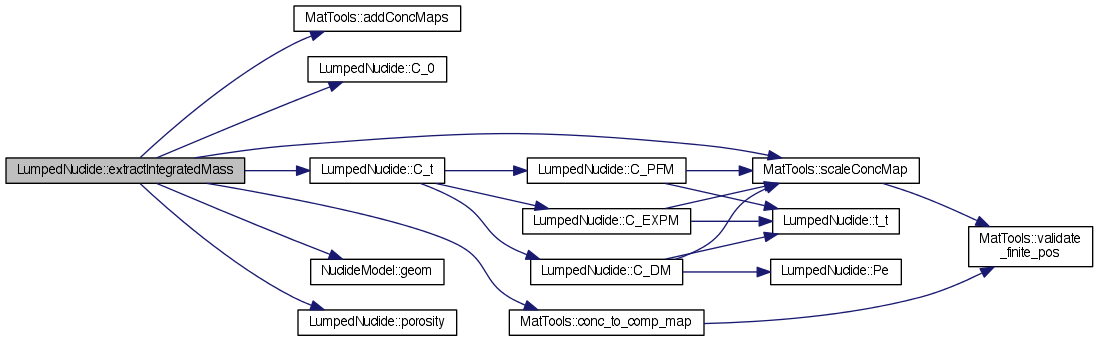 MatTools::addConcMaps
LumpedNuclide::C_0
LumpedNuclide::extractIntegratedMass
LumpedNuclide::C_t
LumpedNuclide::C_PFM
MatTools::scaleConcMap
LumpedNuclide::C_EXPM
LumpedNuclide::t_t
MatTools::validate
_finite_pos
NuclideModel::geom
LumpedNuclide::C_DM
LumpedNuclide::Pe
LumpedNuclide::porosity
MatTools::conc_to_comp_map